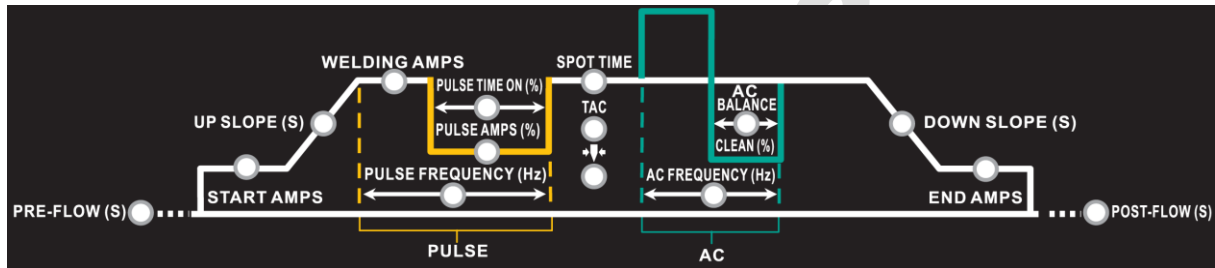 WELDING AMPS
SPOT TIME
PULSE TIME ON (%)
AC
BALANCE
TAC
UP SLOPE (S)
PULSE AMPS (%)
DOWN SLOPE (S)
CLEAN (%)
PULSE FREQUENCY (Hz)
AC FREQUENCY (Hz)
START AMPS
END AMPS
PRE-FLOW (S)
POST-FLOW (S)
PULSE
AC